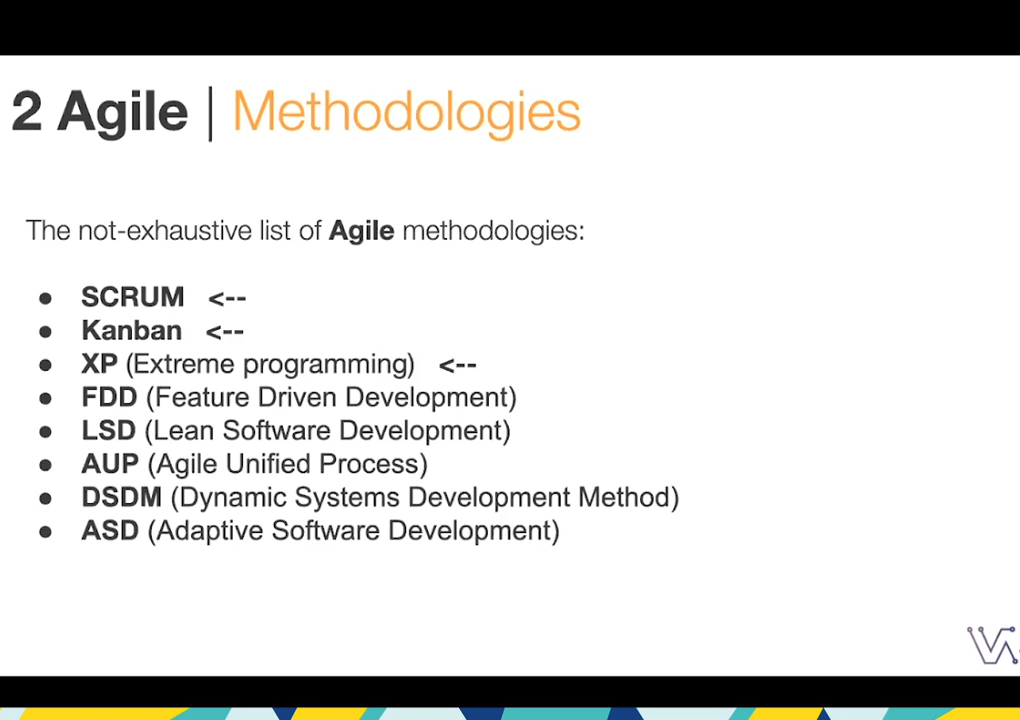 2 Agile | Methodologies
The not-exhaustive list of Agile methodologies:
● SCRUM <--
● Kanban <--
● XP (Extreme programming) <--
● FDD (Feature Driven Development)
● LSD (Lean Software Development)
● AUP (Agile Unified Process)
● DSDM (Dynamic Systems Development Method)
● ASD (Adaptive Software Development)